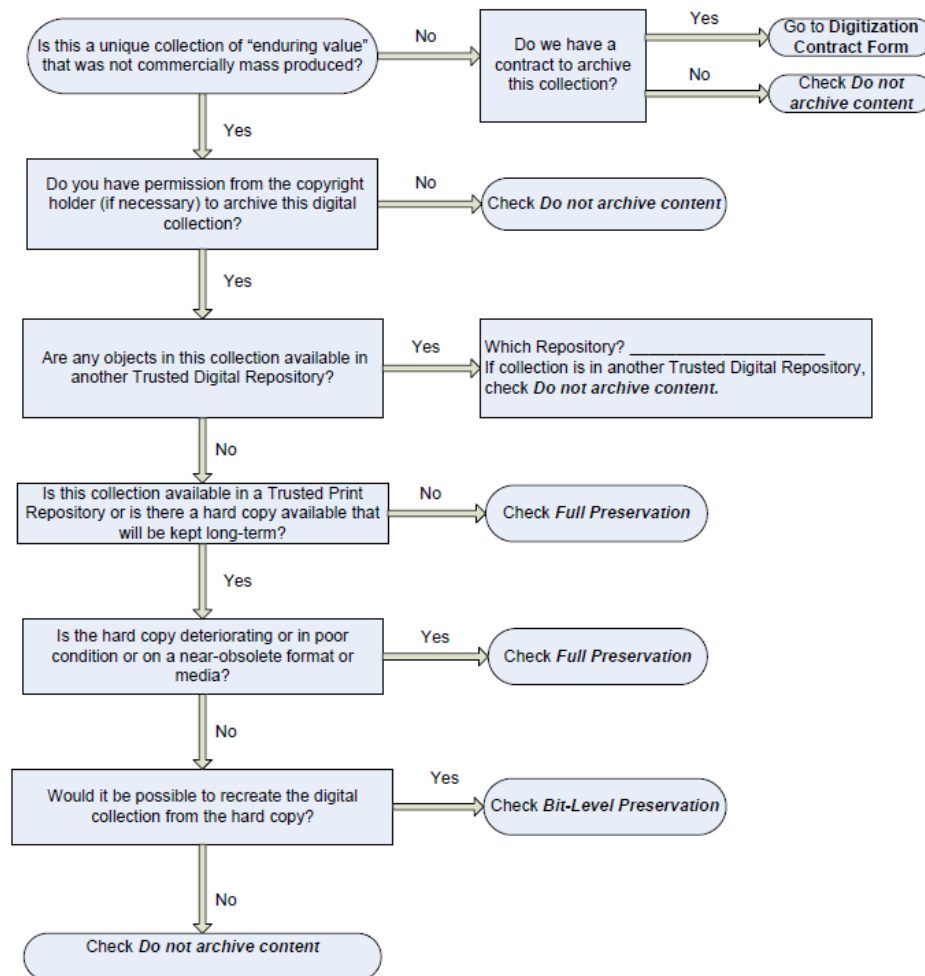 Is this a unique collection of “enduring value”
that was not commercially mass produced?
No
Do we have a
contract to archive
this collection?
Yes
Go to Digitization
Contract Form
No
Check Do not
archive content
Yes
Do you have permission from the copyright
holder (if necessary) to archive this digital
collection?
No
Check Do not archive content
Yes
Are any objects in this collection available in
another Trusted Digital Repository?
Yes
Which Repository? ______________________
If collection is in another Trusted Digital Repository,
check Do not archive content.
No
Is this collection available in a Trusted Print
Repository or is there a hard copy available that
will be kept long-term?
No
Check Full Preservation
Yes
Is the hard copy deteriorating or in poor
condition or on a near-obsolete format or
media?
Yes
Check Full Preservation
No
Would it be possible to recreate the digital
collection from the hard copy?
Yes
Check Bit-Level Preservation
No
Check Do not archive content